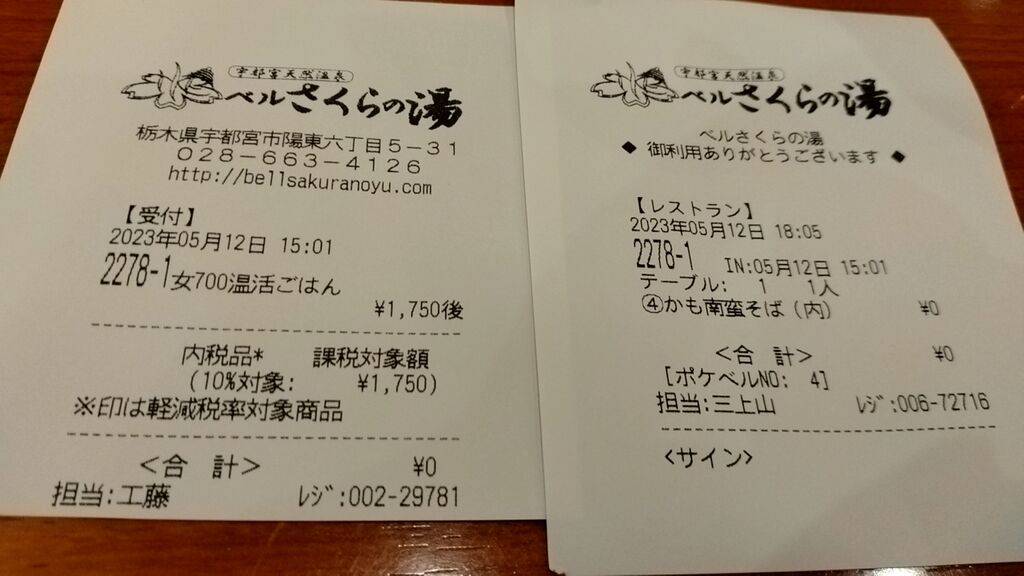 宇都宮天然温泉
ベルさくらの湯
栃木県宇都宮市陽東六丁目5-31
028-663-4126
http://bellsakuranoyu.com
【受付】
2023年05月12日 15:01
2278-1女700温活ごはん
¥1,750後
内税品* 課税対象額
(10%対象: ¥1,750)
※印は軽減税率対象商品
<合 計> ¥0
担当:工藤 ﾚｼﾞ:002-29781
宇都宮天然温泉
ベルさくらの湯
ベルさくらの湯
◆ 御利用ありがとうございます ◆
【レストラン】
2023年05月12日 18:05
2278-1 IN:05月12日 15:01
テーブル: 1 1人
④かも南蛮そば(内) ¥0
<合 計> ¥0
[ポケベルNO: 4]
担当:三上山 ﾚｼﾞ:006-72716
<サイン>